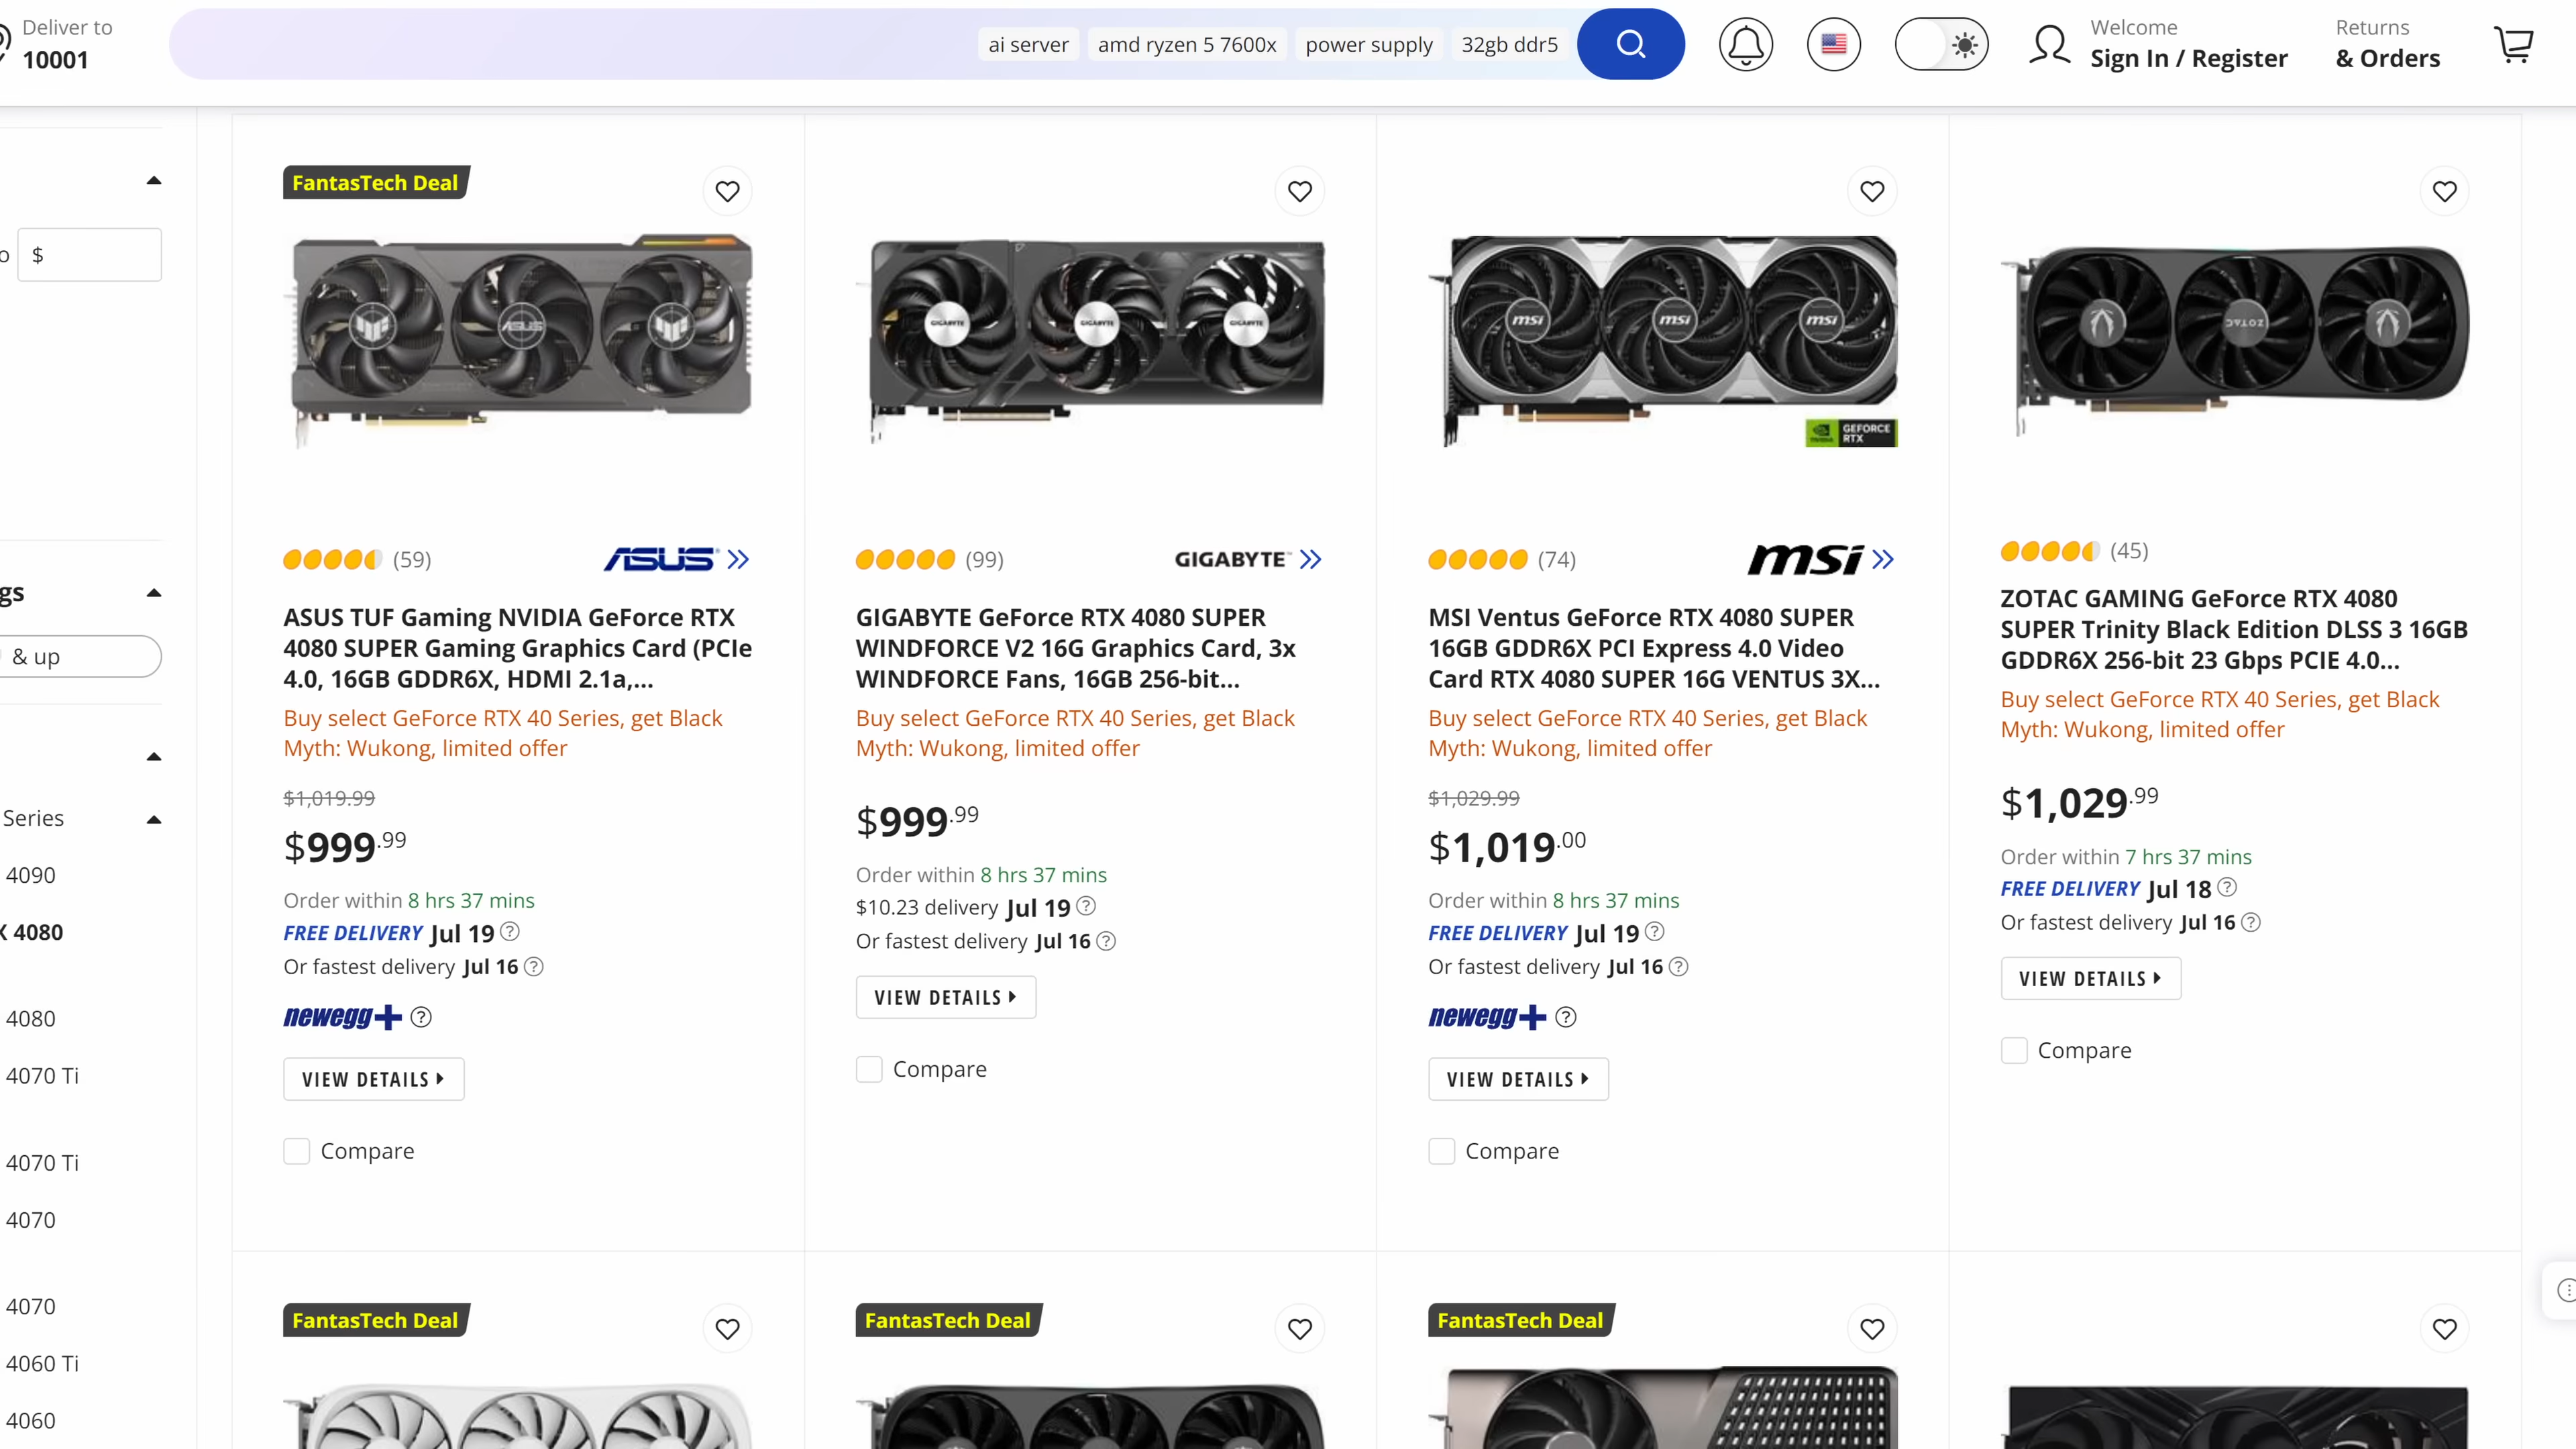 Deliver to
10001
ai server
amd ryzen 5 7600x
power supply
32gb ddr5
Welcome
Sign In / Register
Returns
& Orders
$
& up
Series
4090
4080
4080
4070 Ti
4070 Ti
4070
4070
4060 Ti
4060
FantasTech Deal
ASUS
(59)
ASUS
ASUS TUF Gaming NVIDIA GeForce RTX
4080 SUPER Gaming Graphics Card (PCIe
4.0, 16GB GDDR6X, HDMI 2.1a,...
Buy select GeForce RTX 40 Series, get Black
Myth: Wukong, limited offer
$1,019.99
$999.99
Order within 8 hrs 37 mins
FREE DELIVERY Jul 19
Or fastest delivery Jul 16
newegg+
VIEW DETAILS
Compare
GIGABYTE GIGABYTE GIGABYTE
(99)
GIGABYTE™
GIGABYTE GeForce RTX 4080 SUPER
WINDFORCE V2 16G Graphics Card, 3x
WINDFORCE Fans, 16GB 256-bit...
Buy select GeForce RTX 40 Series, get Black
Myth: Wukong, limited offer
$999.99
Order within 8 hrs 37 mins
$10.23 delivery Jul 19
Or fastest delivery Jul 16
VIEW DETAILS
Compare
msi msi msi
GEFORCE
RTX
(74)
msi
MSI Ventus GeForce RTX 4080 SUPER
16GB GDDR6X PCI Express 4.0 Video
Card RTX 4080 SUPER 16G VENTUS 3X...
Buy select GeForce RTX 40 Series, get Black
Myth: Wukong, limited offer
$1,029.99
$1,019.00
Order within 8 hrs 37 mins
FREE DELIVERY Jul 19
Or fastest delivery Jul 16
newegg+
VIEW DETAILS
Compare
ZOTAC
(45)
ZOTAC GAMING GeForce RTX 4080
SUPER Trinity Black Edition DLSS 3 16GB
GDDR6X 256-bit 23 Gbps PCIE 4.0...
Buy select GeForce RTX 40 Series, get Black
Myth: Wukong, limited offer
$1,029.99
Order within 7 hrs 37 mins
FREE DELIVERY Jul 18
Or fastest delivery Jul 16
VIEW DETAILS
Compare
FantasTech Deal
FantasTech Deal
FantasTech Deal